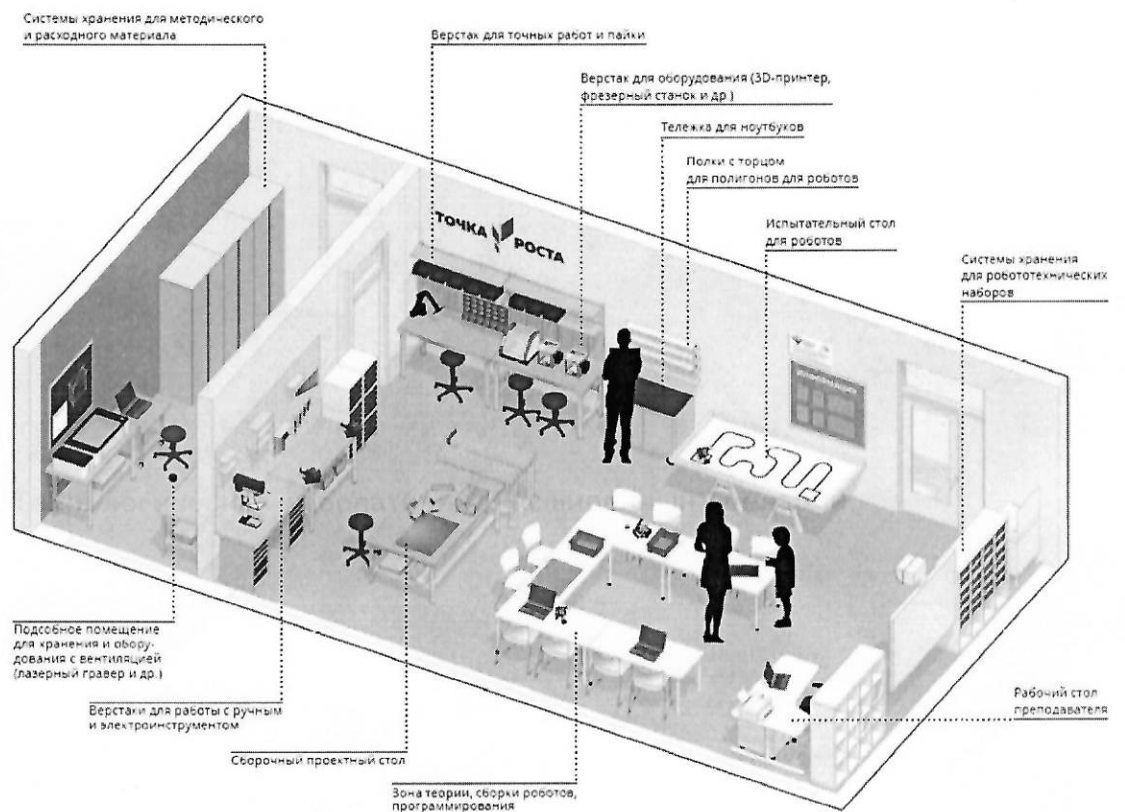 Системы хранения для методического
и расходного материала
Верстак для точных работ и пайки
Верстак для оборудования (3D-принтер,
фрезерный станок и др.)
Тележка для ноутбуков
Полки с торцом
для полигонов для роботов
Испытательный стол
для роботов
Системы хранения
для робототехнических
наборов
ТОЧКА РОСТА
Подсобное помещение
для хранения и обору-
дования с вентиляцией
(лазерный гравер и др.)
Верстаки для работы с ручным
и электроинструментом
Сборочный проектный стол
Зона теории, сборки роботов,
программирования
Рабочий стол
преподавателя